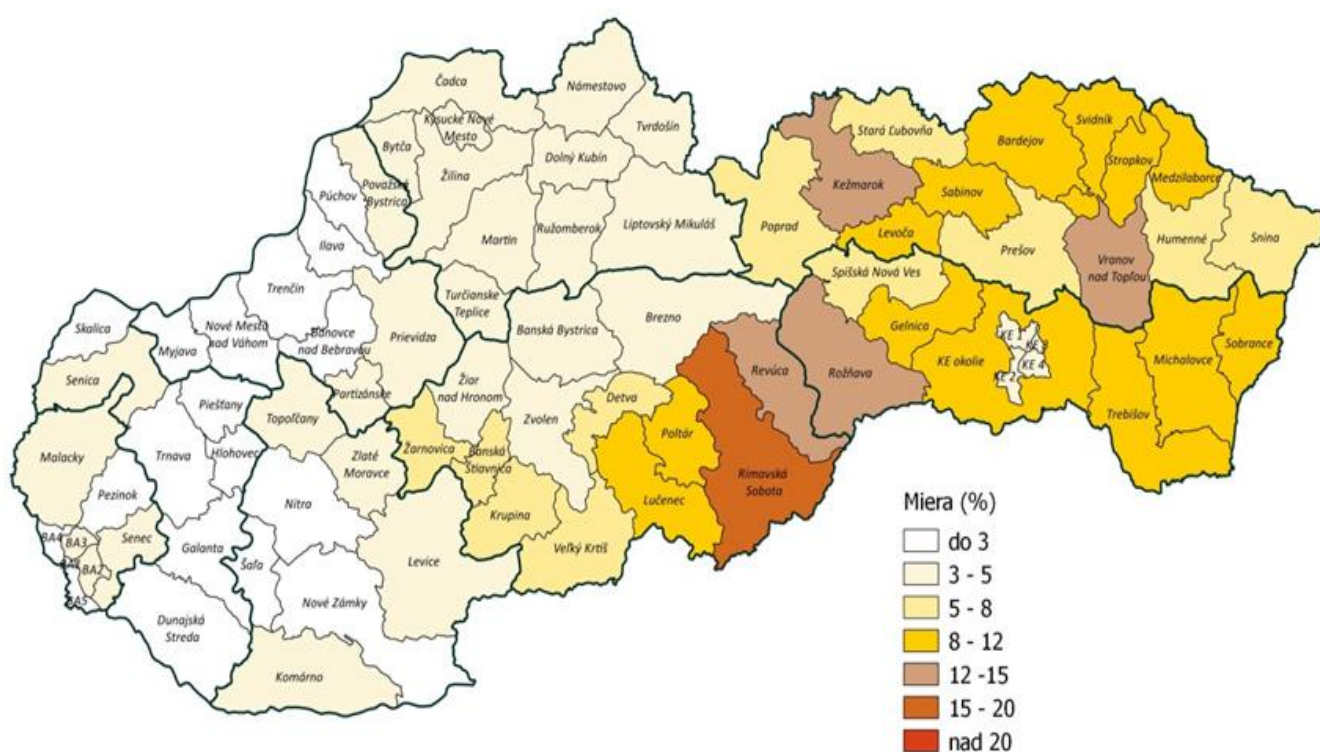 Čadca
Námestovo
Kysucké Nové
Mesto
Tvrdošín
Bytča
Dolný Kubín
Žilina
Považská
Bystrica
Púchov
Ilava
Martin
Ružomberok
Liptovský Mikuláš
Trenčín
Turčianske
Teplice
Prievidza
Nové Mesto
nad Váhom
Bánovce
nad Bebravou
Skalica
Myjava
Senica
Partizánske
Topoľčany
Piešťany
Hlohovec
Trnava
Malacky
Pezinok
Senec
BA4
BA3
BA2
BA5
Galanta
Dunajská
Streda
Nitra
Šaľa
Nové Zámky
Komárno
Zlaté
Moravce
Levice
Banská Bystrica
Brezno
Žiar
nad Hronom
Zvolen
Detva
Žarnovica
Banská
Štiavnica
Krupina
Veľký Krtíš
Poltár
Lučenec
Rimavská
Sobota
Revúca
Rožňava
Poprad
Kežmarok
Stará Ľubovňa
Levoča
Sabinov
Bardejov
Svidník
Stropkov
Medzilaborce
Prešov
Vranov
nad Topľou
Humenné
Snina
Spišská Nová Ves
Gelnica
KE okolie
KE 1
KE 3
KE 4
KE 2
Trebišov
Michalovce
Sobrance
Miera (%)
do 3
3 - 5
5 - 8
8 - 12
12 -15
15 - 20
nad 20